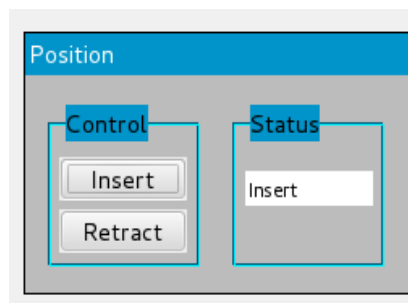 Position
Control
Status
Insert
Insert
Retract